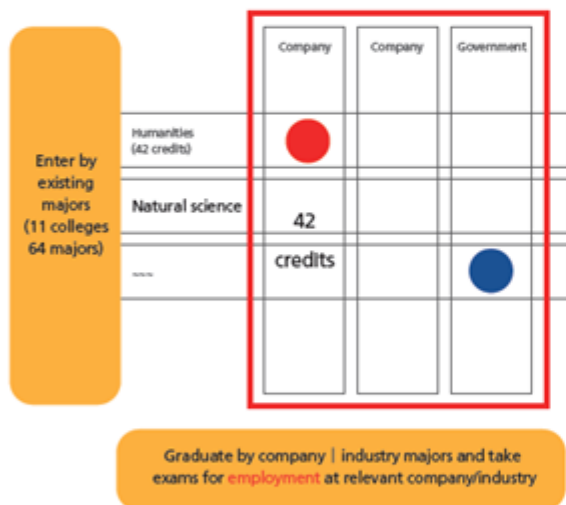 Company
Company
Government
Enter by
existing
majors
(11 colleges
64 majors)
Humanities
(42 credits)
Natural science
42
credits
~~~
Graduate by company | industry majors and take
exams for employment at relevant company/industry